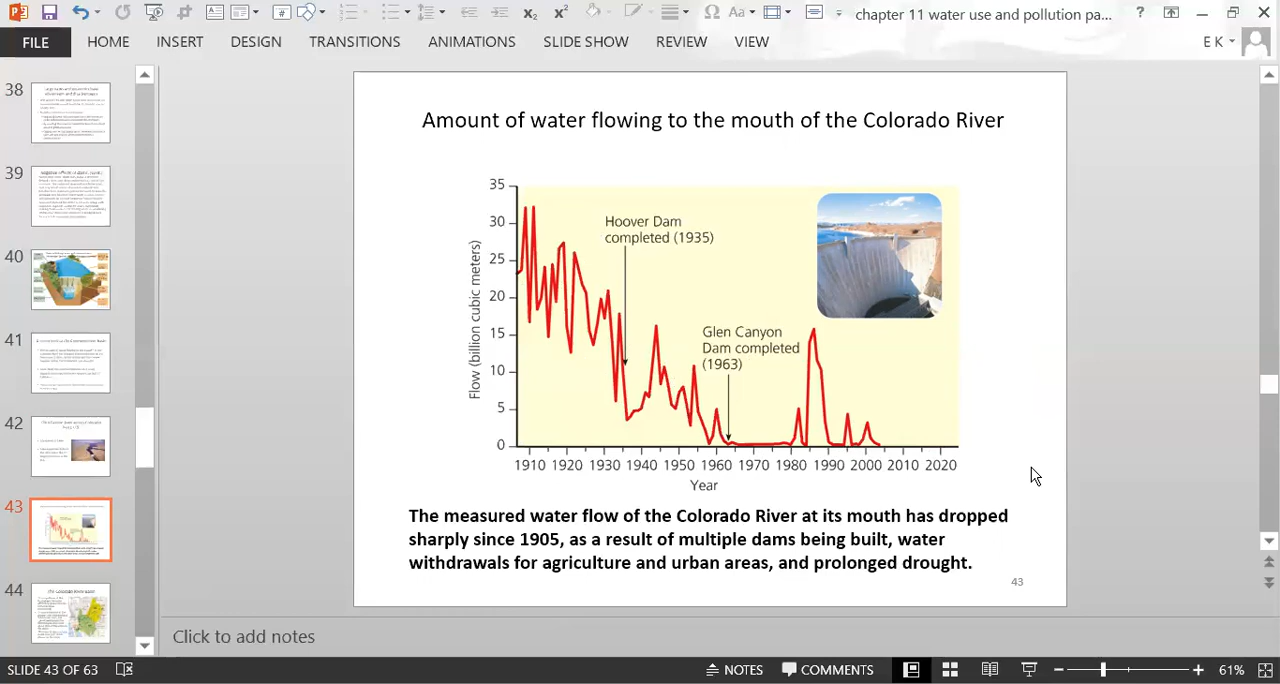 chapter 11 water use and pollution pa...
FILE HOME INSERT DESIGN TRANSITIONS ANIMATIONS SLIDE SHOW REVIEW VIEW E K
38
39
40
41
42
43
44
Amount of water flowing to the mouth of the Colorado River
Flow (billion cubic meters)
35
30
25
20
15
10
5
0
Hoover Dam
completed (1935)
Glen Canyon
Dam completed
(1963)
1910 1920 1930 1940 1950 1960 1970 1980 1990 2000 2010 2020
Year
The measured water flow of the Colorado River at its mouth has dropped
sharply since 1905, as a result of multiple dams being built, water
withdrawals for agriculture and urban areas, and prolonged drought.
43
Click to add notes
SLIDE 43 OF 63 NOTES COMMENTS 61%